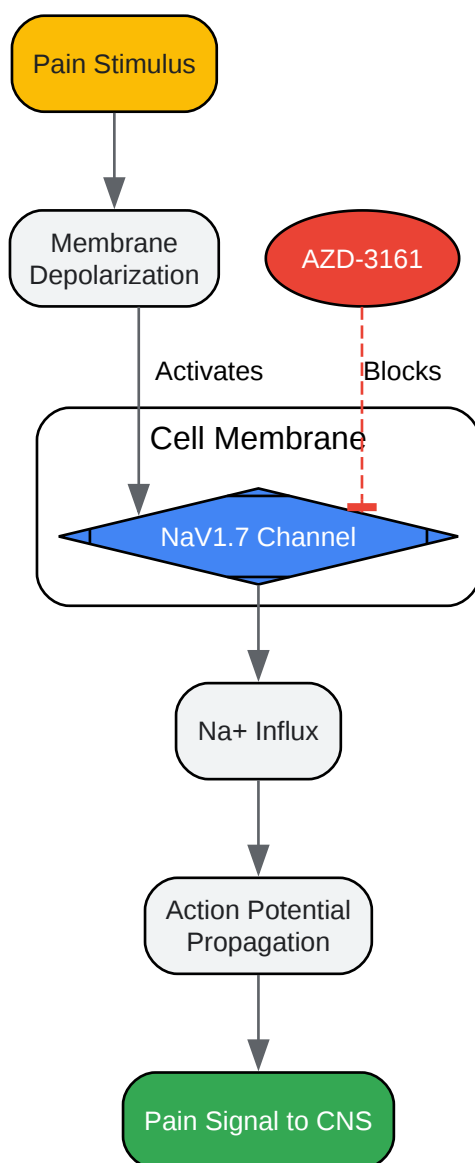 Pain Stimulus
Membrane
Depolarization
AZD-3161
Activates
Blocks
Cell Membrane
NaV1.7 Channel
Na+ Influx
Action Potential
Propagation
Pain Signal to CNS